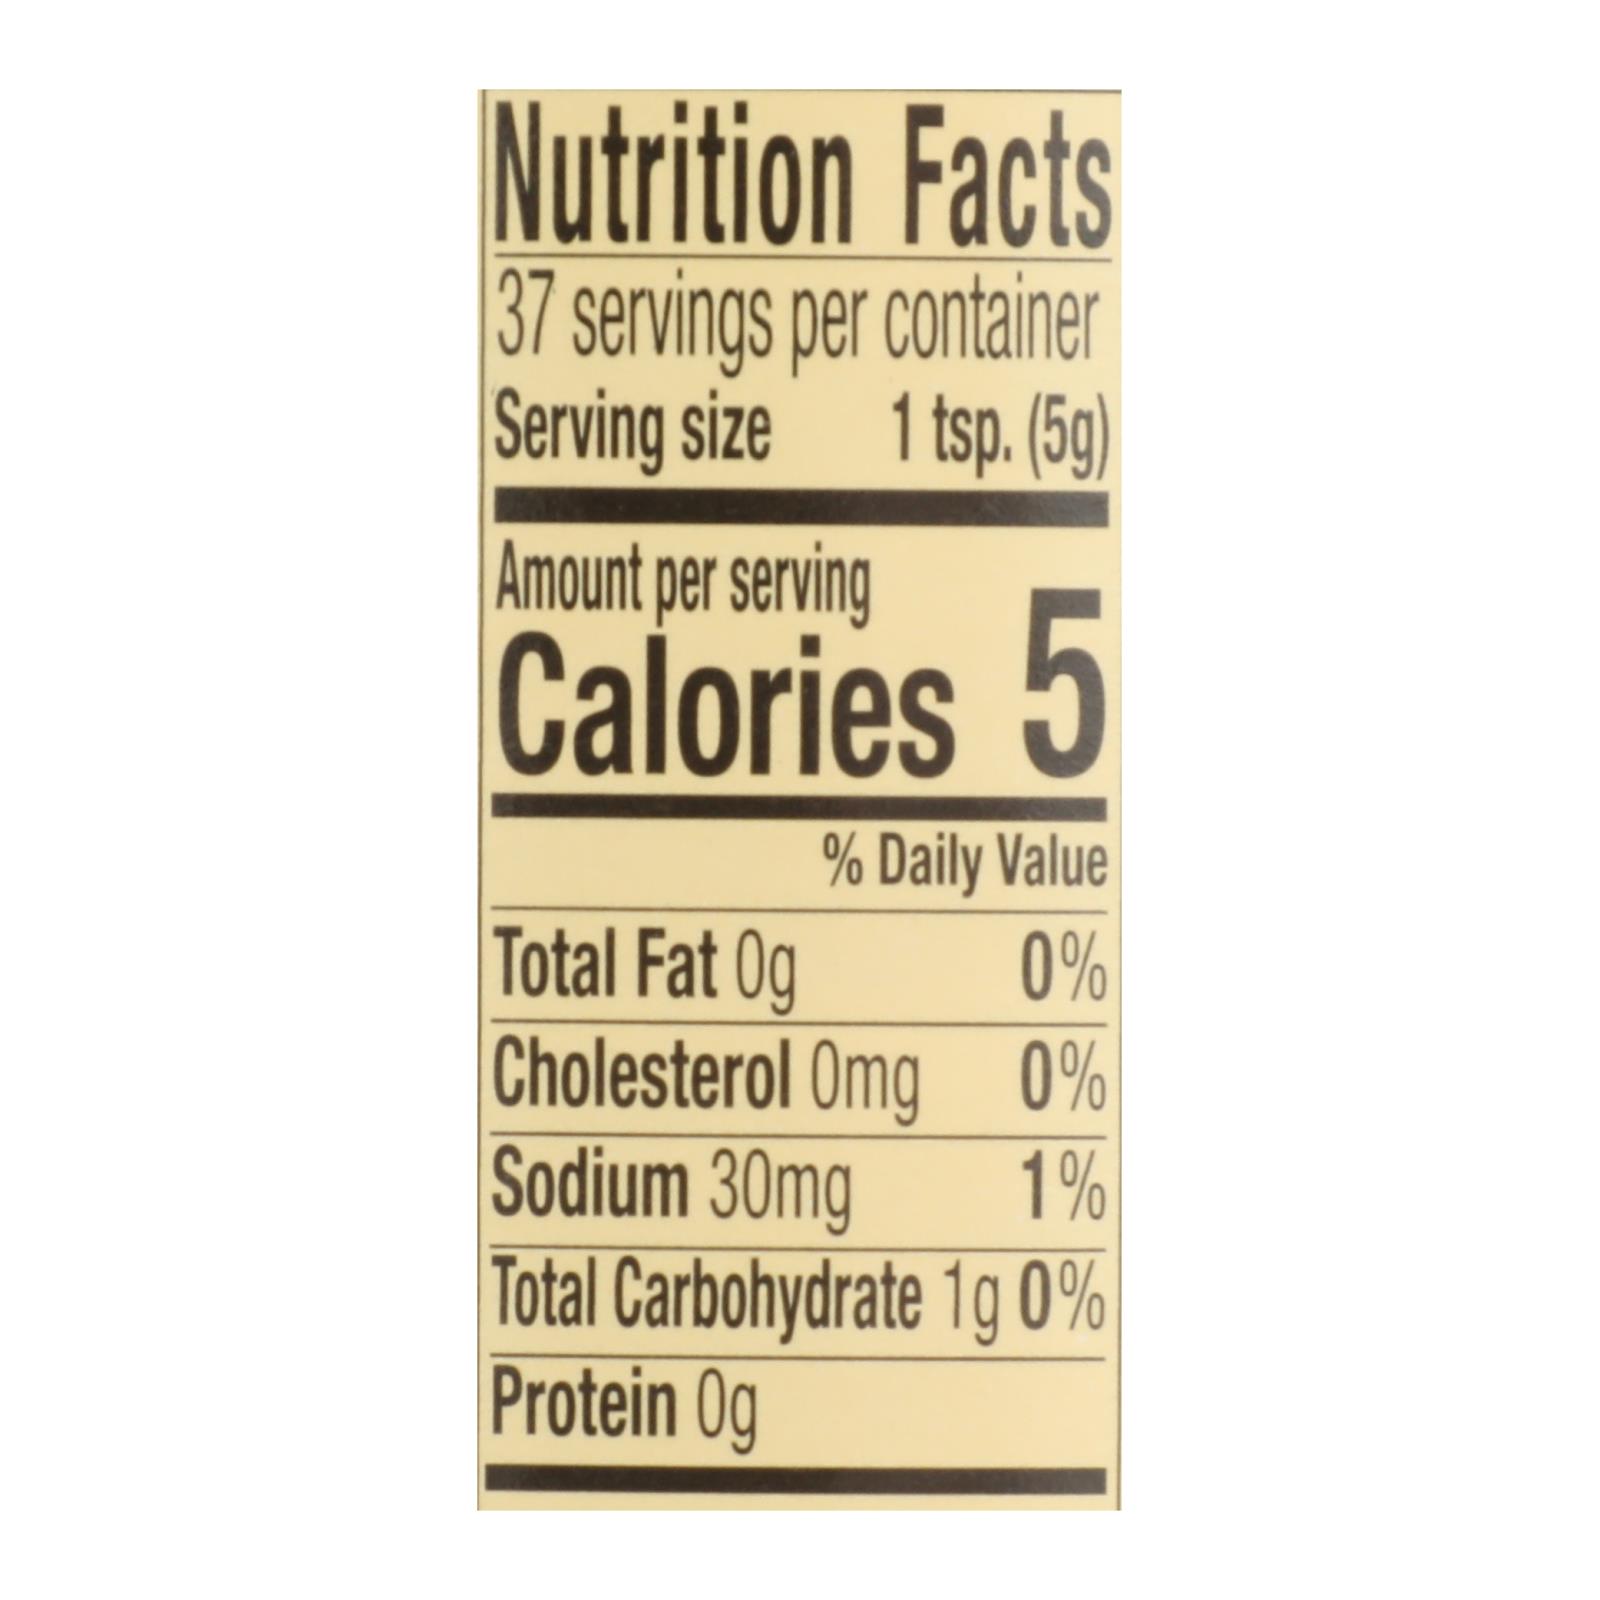 Nutrition Facts
37 servings per container
Serving size 1 tsp. (5g)
Amount per serving
Calories 5
% Daily Value
Total Fat 0g 0%
Cholesterol 0mg 0%
Sodium 30mg 1%
Total Carbohydrate 1g 0%
Protein 0g